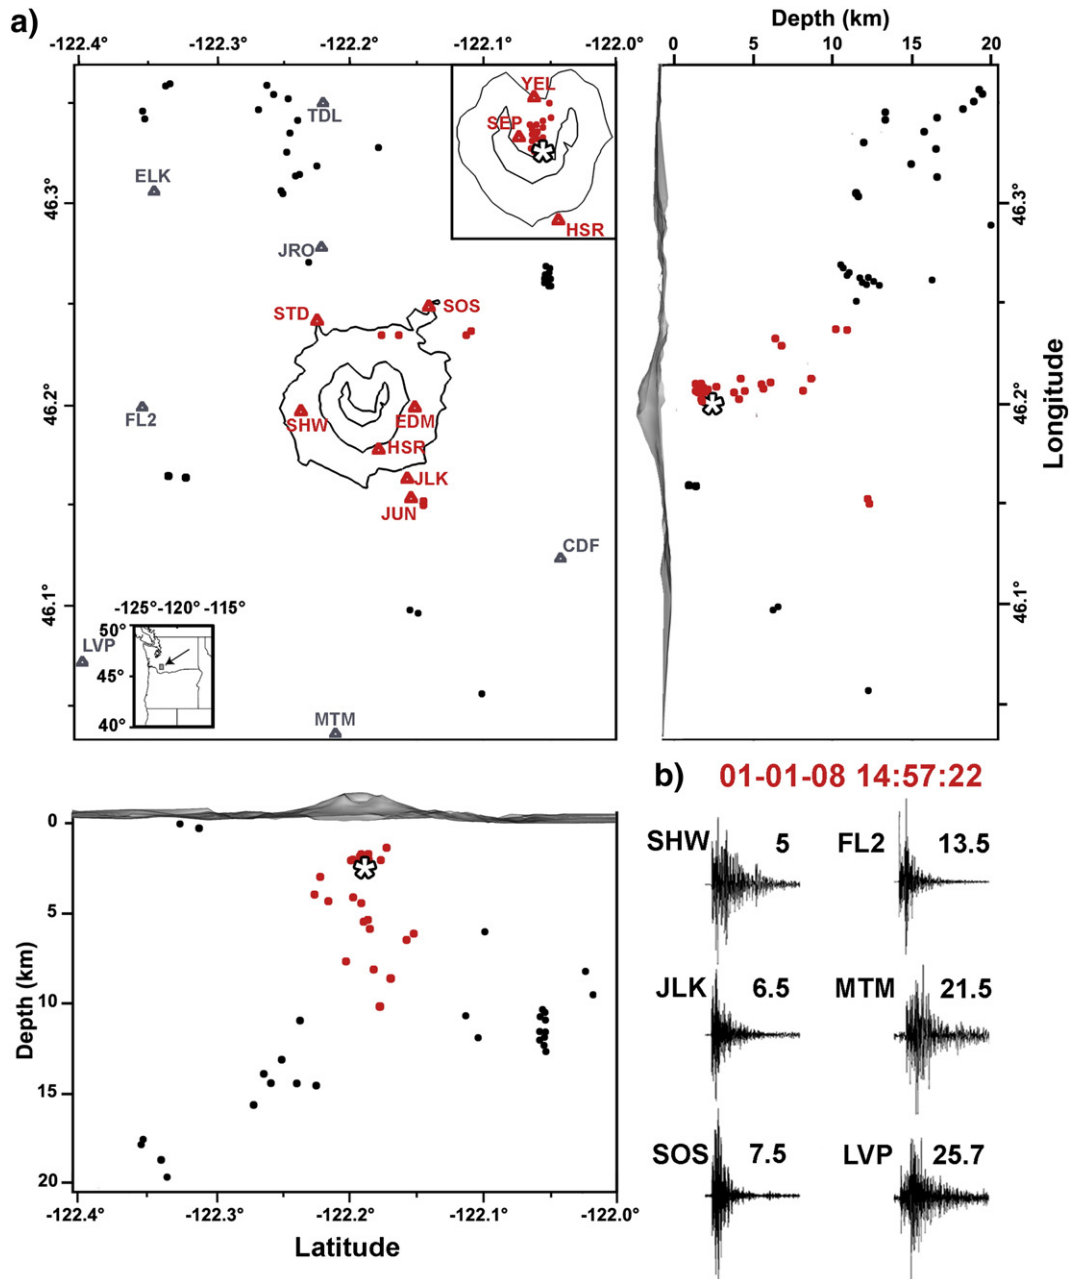 a)
Depth (km)
-122.4° -122.3° -122.2° -122.1° -122.0°
0 5 10 15 20
YEL
SEP
HSR
TDL
ELK
46.3°
46.3°
JRO
STD
SOS
46.2°
46.2°
FL2
SHW
EDM
HSR
JLK
JUN
Longitude
CDF
46.1°
46.1°
-125° -120° -115°
50°
45°
40°
LVP
MTM
b) 01-01-08 14:57:22
0
5
10
15
20
Depth (km)
-122.4° -122.3° -122.2° -122.1° -122.0°
Latitude
SHW 5 FL2 13.5
JLK 6.5 MTM 21.5
SOS 7.5 LVP 25.7